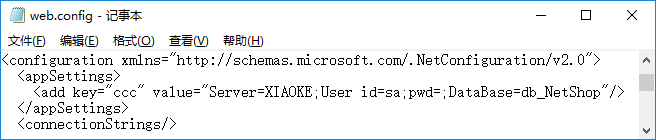 web.config - 记事本
文件(F) 编辑(E) 格式(O) 查看(V) 帮助(H)
<configuration xmlns="http://schemas.microsoft.com/.NetConfiguration/v2.0">
<appSettings>
<add key="ccc" value="Server=XIAOKE;User id=sa;pwd=;DataBase=db_NetShop"/>
</appSettings>
<connectionStrings/>